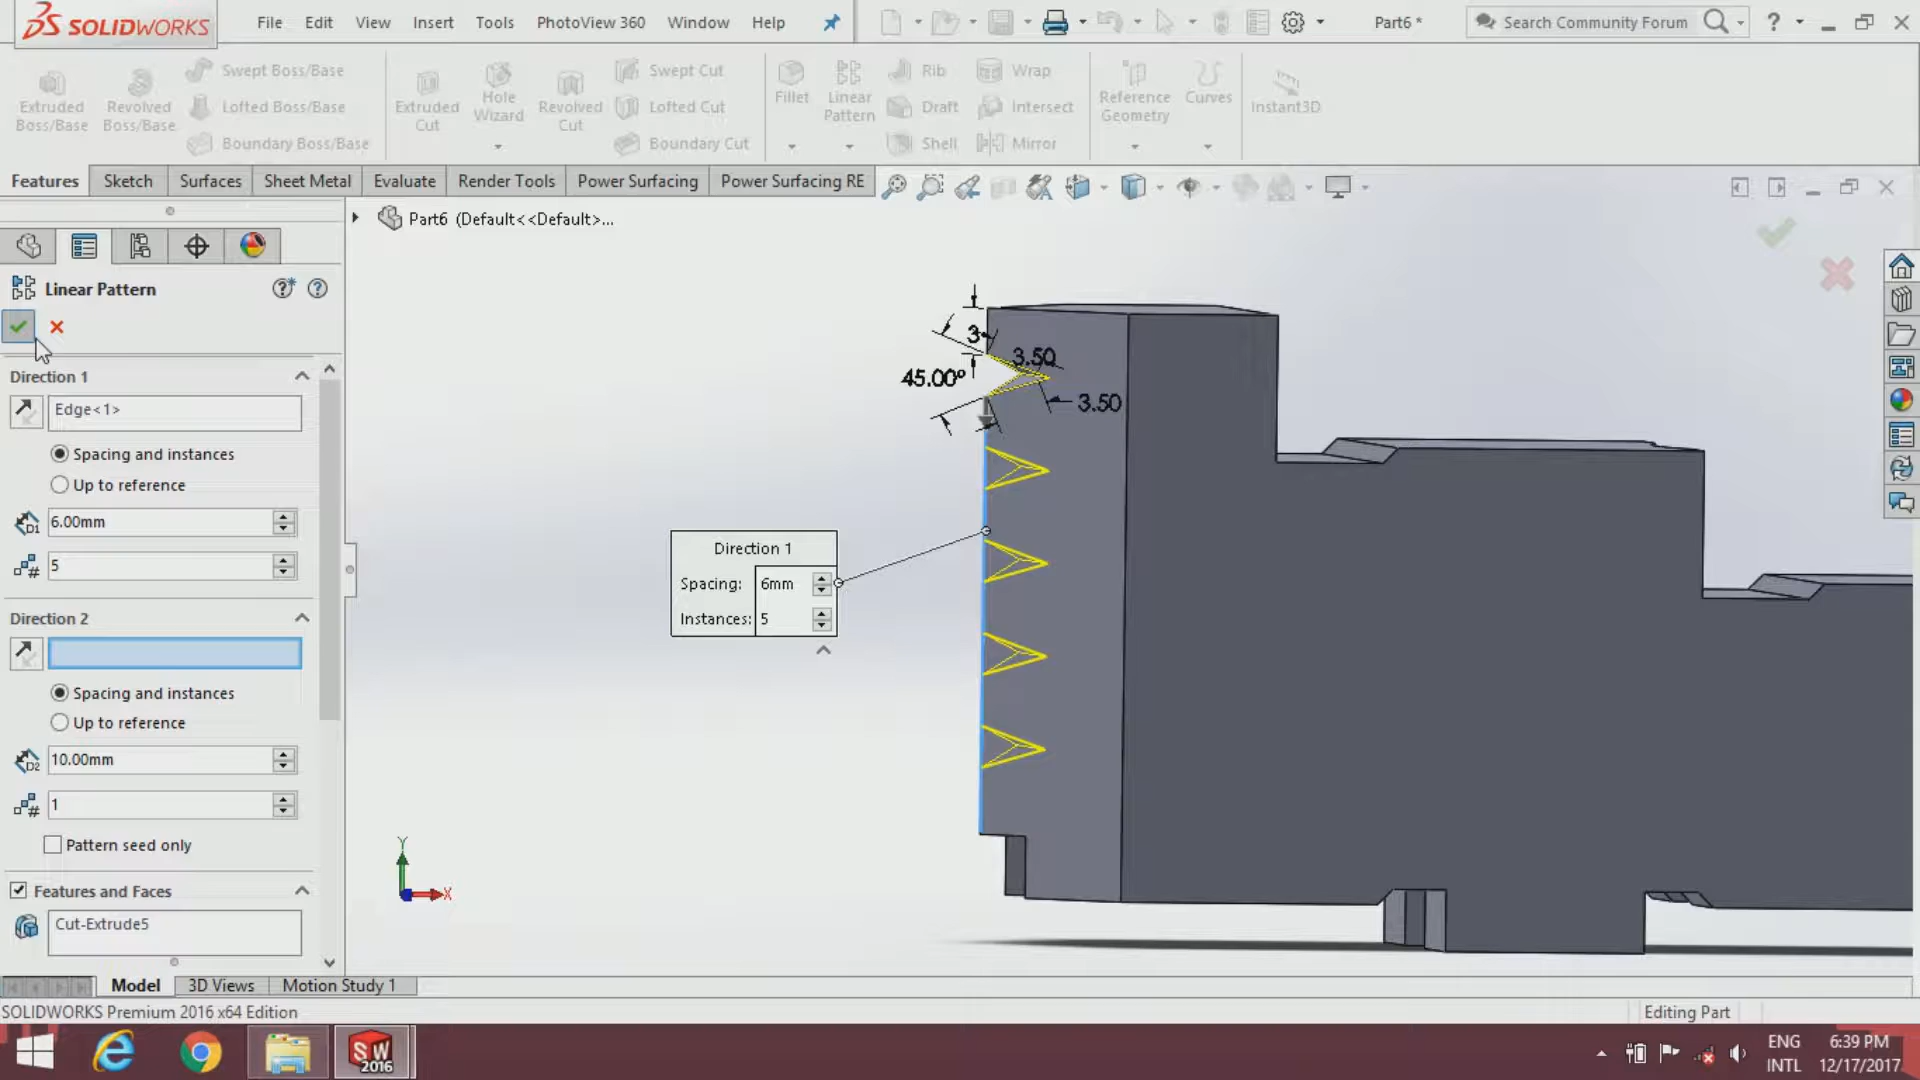 SOLIDWORKS
File Edit View Insert Tools PhotoView 360 Window Help
Part6 *
Search Community Forum
Extruded Boss/Base
Revolved Boss/Base
Swept Boss/Base
Lofted Boss/Base
Boundary Boss/Base
Extruded Cut
Hole Wizard
Revolved Cut
Swept Cut
Lofted Cut
Boundary Cut
Fillet
Linear Pattern
Rib
Draft
Shell
Wrap
Intersect
Mirror
Reference Geometry
Curves
Instant3D
Features Sketch Surfaces Sheet Metal Evaluate Render Tools Power Surfacing Power Surfacing RE
Part6 (Default<<Default>...
Linear Pattern
Direction 1
Edge<1>
Spacing and instances
Up to reference
D1 6.00mm
# 5
Direction 2
Spacing and instances
Up to reference
D2 10.00mm
# 1
Pattern seed only
Features and Faces
Cut-Extrude5
3
3.50
45.00°
3.50
Direction 1
Spacing: 6mm
Instances: 5
Y
X
Model 3D Views Motion Study 1
SOLIDWORKS Premium 2016 x64 Edition
Editing Part
SW 2016
ENG 6:39 PM
INTL 12/17/2017